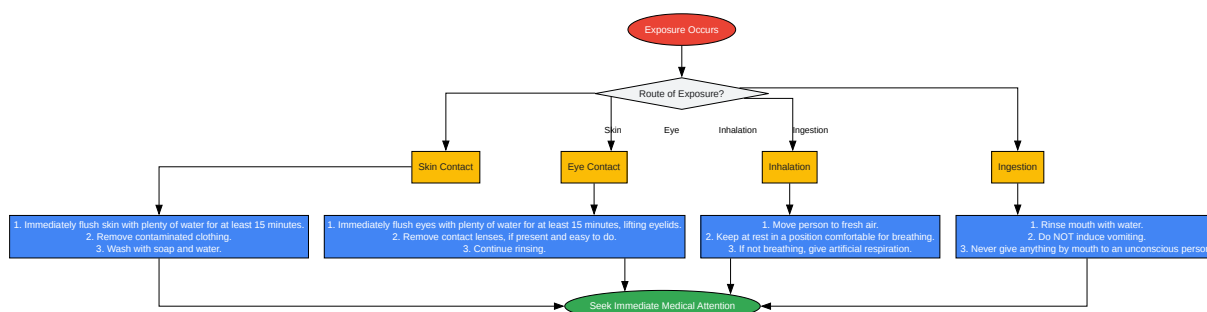 Exposure Occurs
Route of Exposure?
Skin
Eye
Inhalation
Ingestion
Skin Contact
Eye Contact
Inhalation
Ingestion
1. Immediately flush skin with plenty of water for at least 15 minutes.
2. Remove contaminated clothing.
3. Wash with soap and water.
1. Immediately flush eyes with plenty of water for at least 15 minutes, lifting eyelids.
2. Remove contact lenses, if present and easy to do.
3. Continue rinsing.
1. Move person to fresh air.
2. Keep at rest in a position comfortable for breathing.
3. If not breathing, give artificial respiration.
1. Rinse mouth with water.
2. Do NOT induce vomiting.
3. Never give anything by mouth to an unconscious person
Seek Immediate Medical Attention